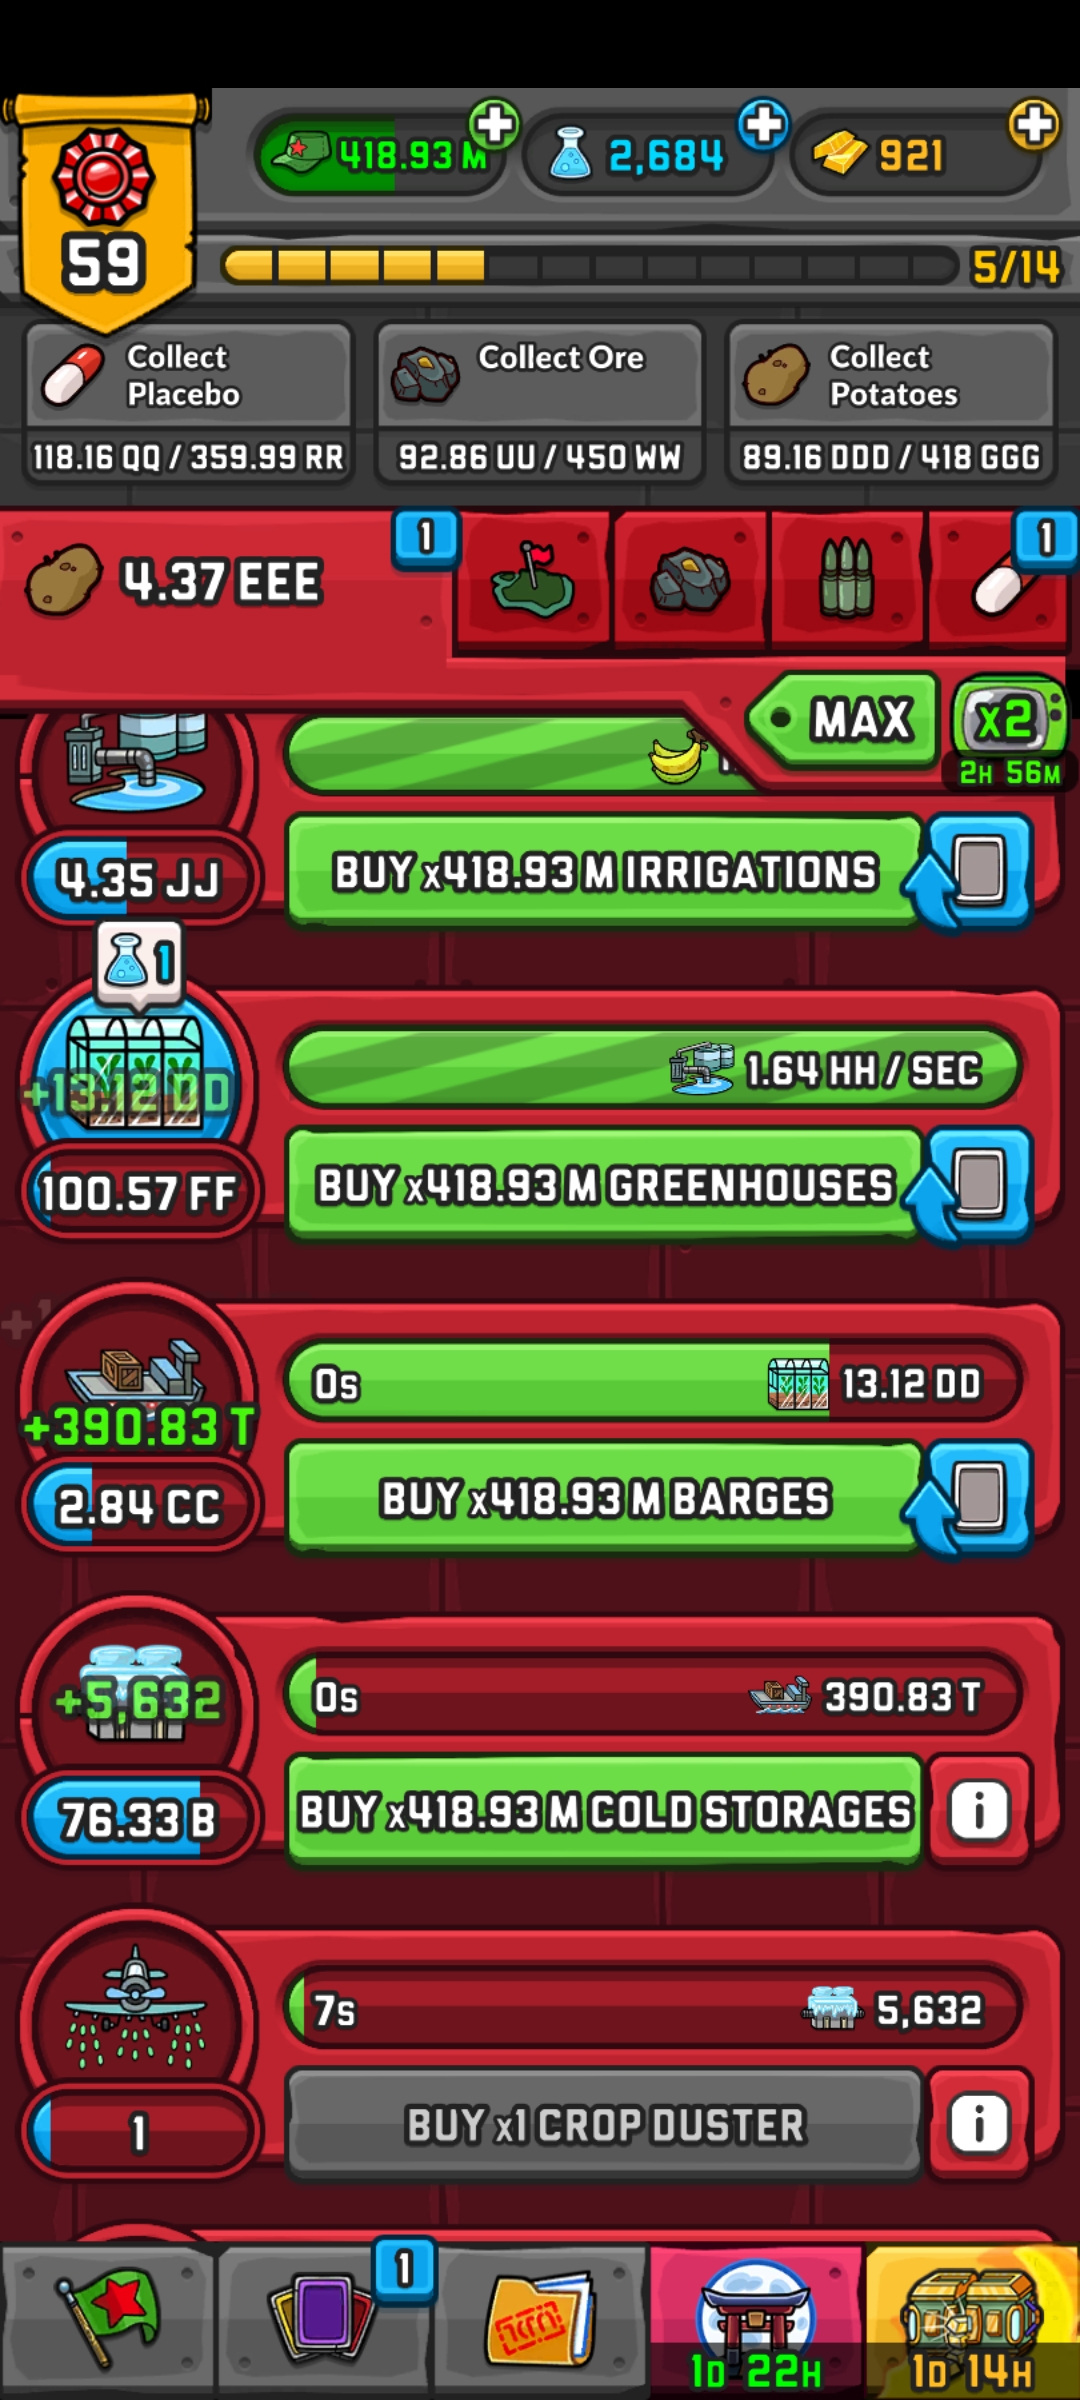 418.93 M
2,684
921
59
5/14
Collect
Placebo
118.16 QQ / 359.99 RR
Collect Ore
92.86 UU / 450 WW
Collect
Potatoes
89.16 DDD / 418 GGG
4.37 EEE
1
1
MAX
x2
2H 56M
4.35 JJ
BUY x418.93 M IRRIGATIONS
1
+13.12 DD
1.64 HH / SEC
100.57 FF
BUY x418.93 M GREENHOUSES
+390.83 T
0s
13.12 DD
2.84 CC
BUY x418.93 M BARGES
+5,632
0s
390.83 T
76.33 B
BUY x418.93 M COLD STORAGES
i
7s
5,632
1
BUY x1 CROP DUSTER
i
1
1D 22H
1D 14H